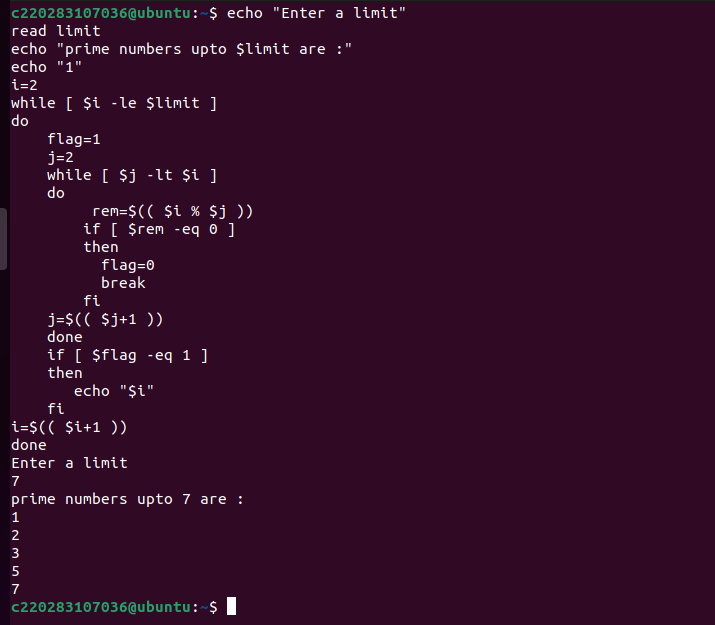 c220283107036@ubuntu:~$ echo "Enter a limit"
read limit
echo "prime numbers upto $limit are :"
echo "1"
i=2
while [ $i -le $limit ]
do
    flag=1
    j=2
    while [ $j -lt $i ]
    do
         rem=$(( $i % $j ))
        if [ $rem -eq 0 ]
        then
          flag=0
          break
        fi
    j=$(( $j+1 ))
    done
    if [ $flag -eq 1 ]
    then
       echo "$i"
    fi
i=$(( $i+1 ))
done
Enter a limit
7
prime numbers upto 7 are :
1
2
3
5
7
c220283107036@ubuntu:~$